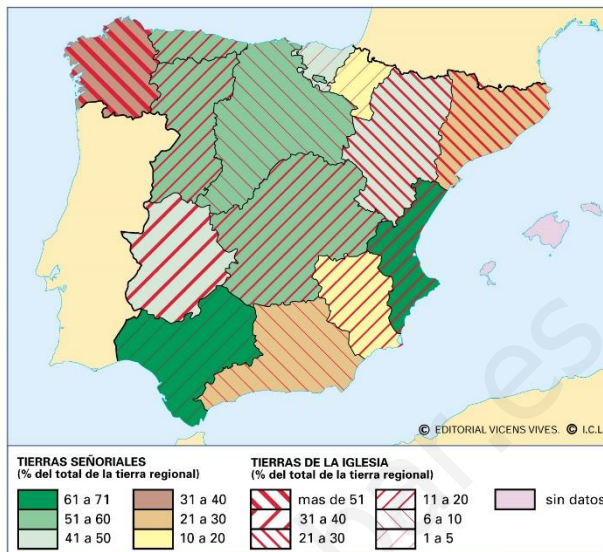 © EDITORIAL VICENS VIVES. © I.C.L
TIERRAS SEÑORIALES
(% del total de la tierra regional)
61 a 71
51 a 60
41 a 50
31 a 40
21 a 30
10 a 20
TIERRAS DE LA IGLESIA
(% del total de la tierra regional)
mas de 51
31 a 40
21 a 30
11 a 20
6 a 10
1 a 5
sin datos